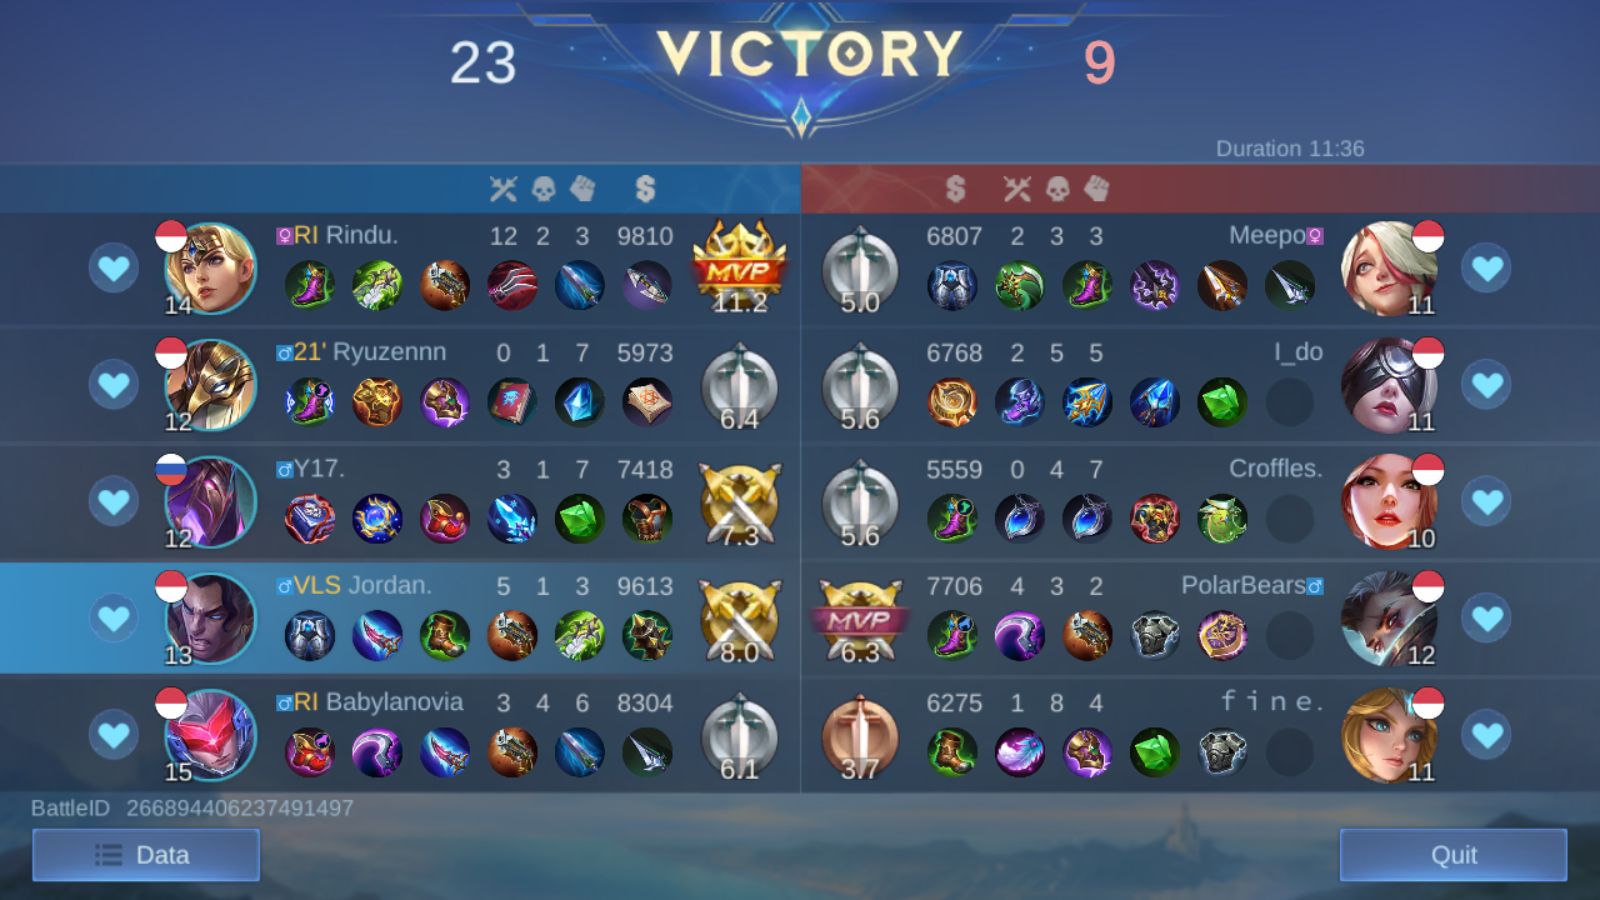 23 VICTORY 9
Duration 11:36
RI Rindu. 12 2 3 9810
14
MVP
11.2
21' Ryuzennn 0 1 7 5973
12
6.4
Y17. 3 1 7 7418
12
7.3
VLS Jordan. 5 1 3 9613
13
8.0
RI Babylanovia 3 4 6 8304
15
6.1
6807 2 3 3 Meepo
5.0
11
6768 2 5 5 I_do
5.6
11
5559 0 4 7 Croffles.
5.6
10
7706 4 3 2 PolarBears
MVP
6.3
12
6275 1 8 4 f i n e .
3.7
11
BattleID 266894406237491497
Data
Quit